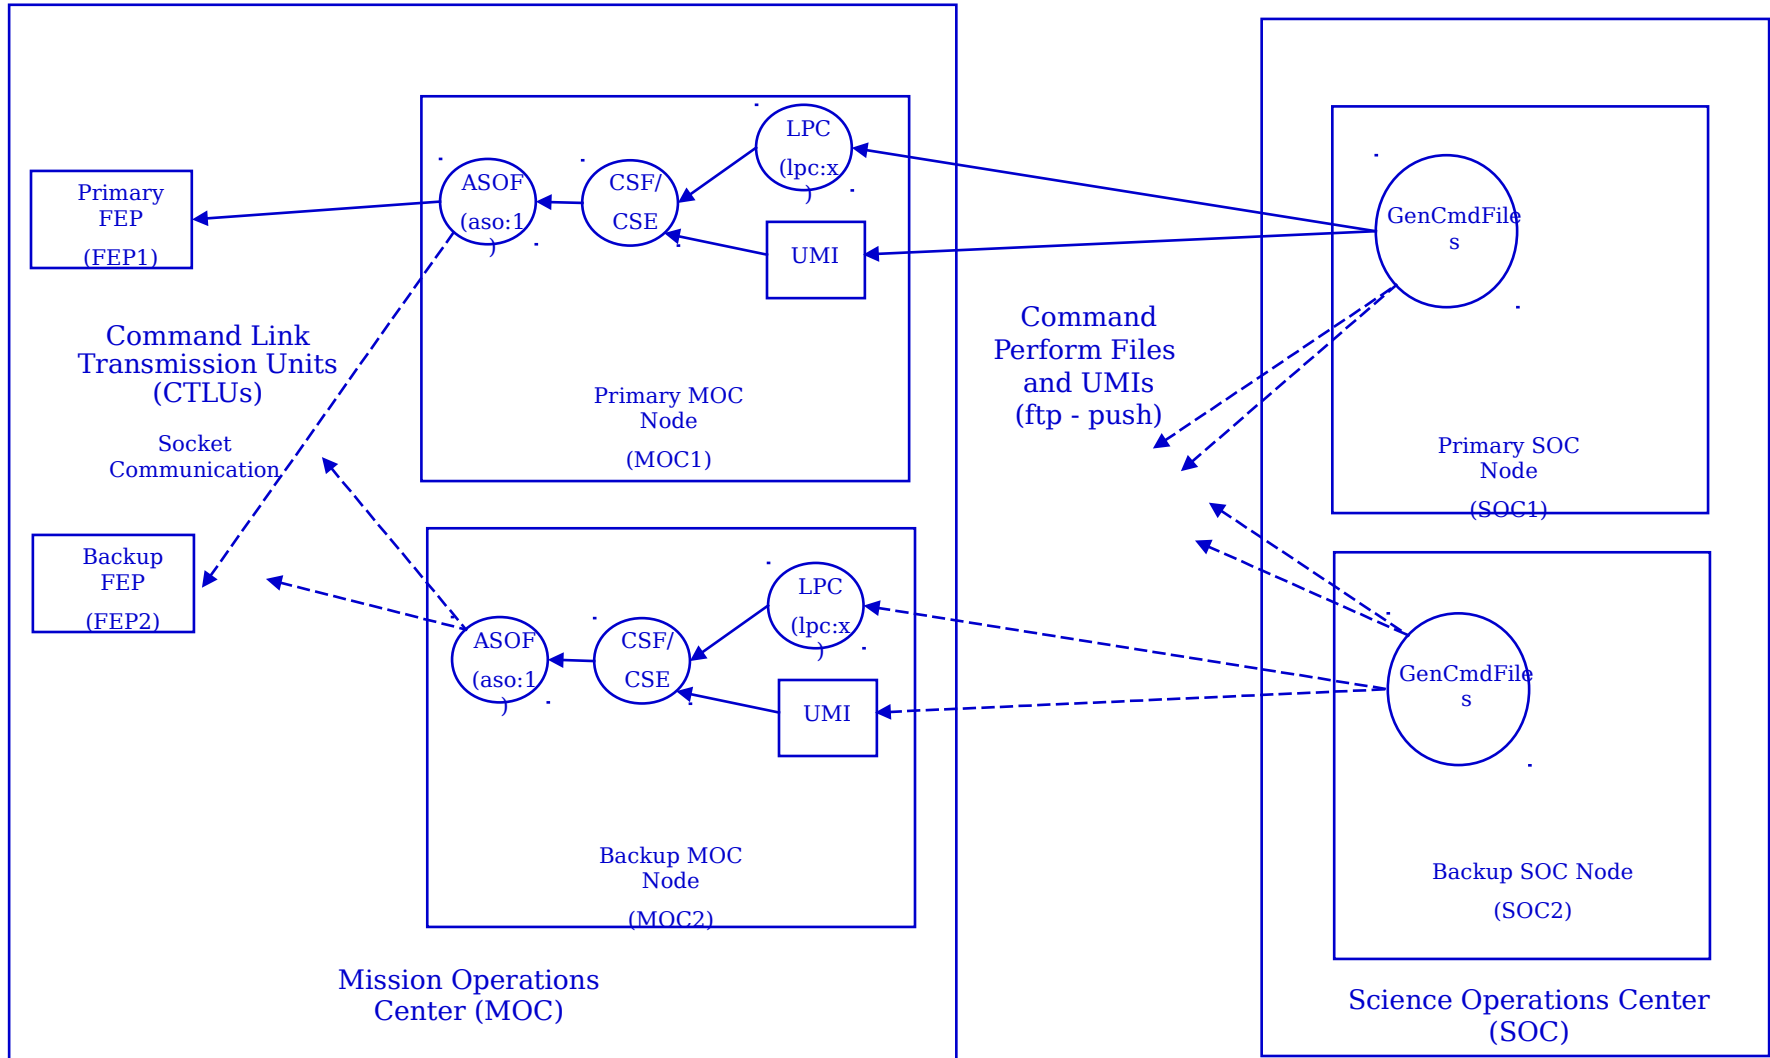 Primary
FEP
(FEP1)
ASOF
(aso:1
)
CSF/
CSE
LPC
(lpc:x
)
UMI
Primary MOC
Node
(MOC1)
Command Link
Transmission Units
(CTLUs)
Socket
Communication
Backup
FEP
(FEP2)
ASOF
(aso:1
)
CSF/
CSE
LPC
(lpc:x
)
UMI
Backup MOC
Node
(MOC2)
Mission Operations
Center (MOC)
Command
Perform Files
and UMIs
(ftp - push)
GenCmdFile
s
Primary SOC
Node
(SOC1)
GenCmdFile
s
Backup SOC Node
(SOC2)
Science Operations Center
(SOC)